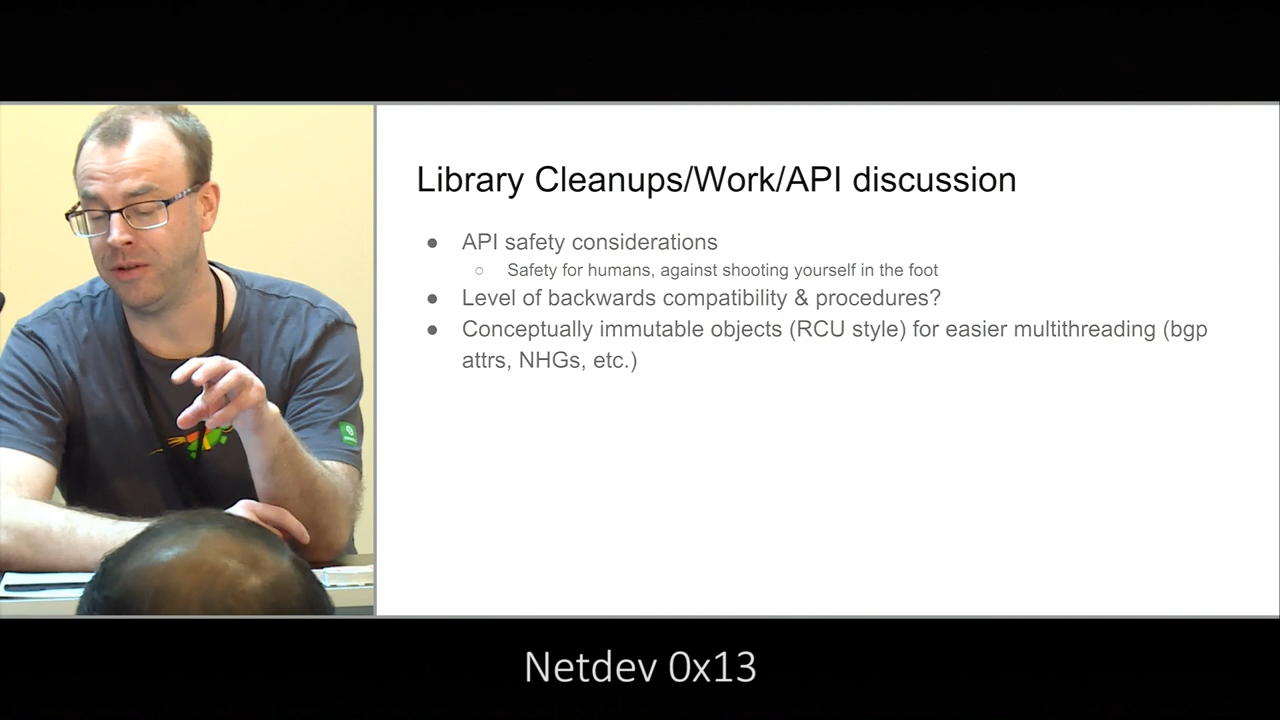 Library Cleanups/Work/API discussion
● API safety considerations
○ Safety for humans, against shooting yourself in the foot
● Level of backwards compatibility & procedures?
● Conceptually immutable objects (RCU style) for easier multithreading (bgp
attrs, NHGs, etc.)
Netdev 0x13